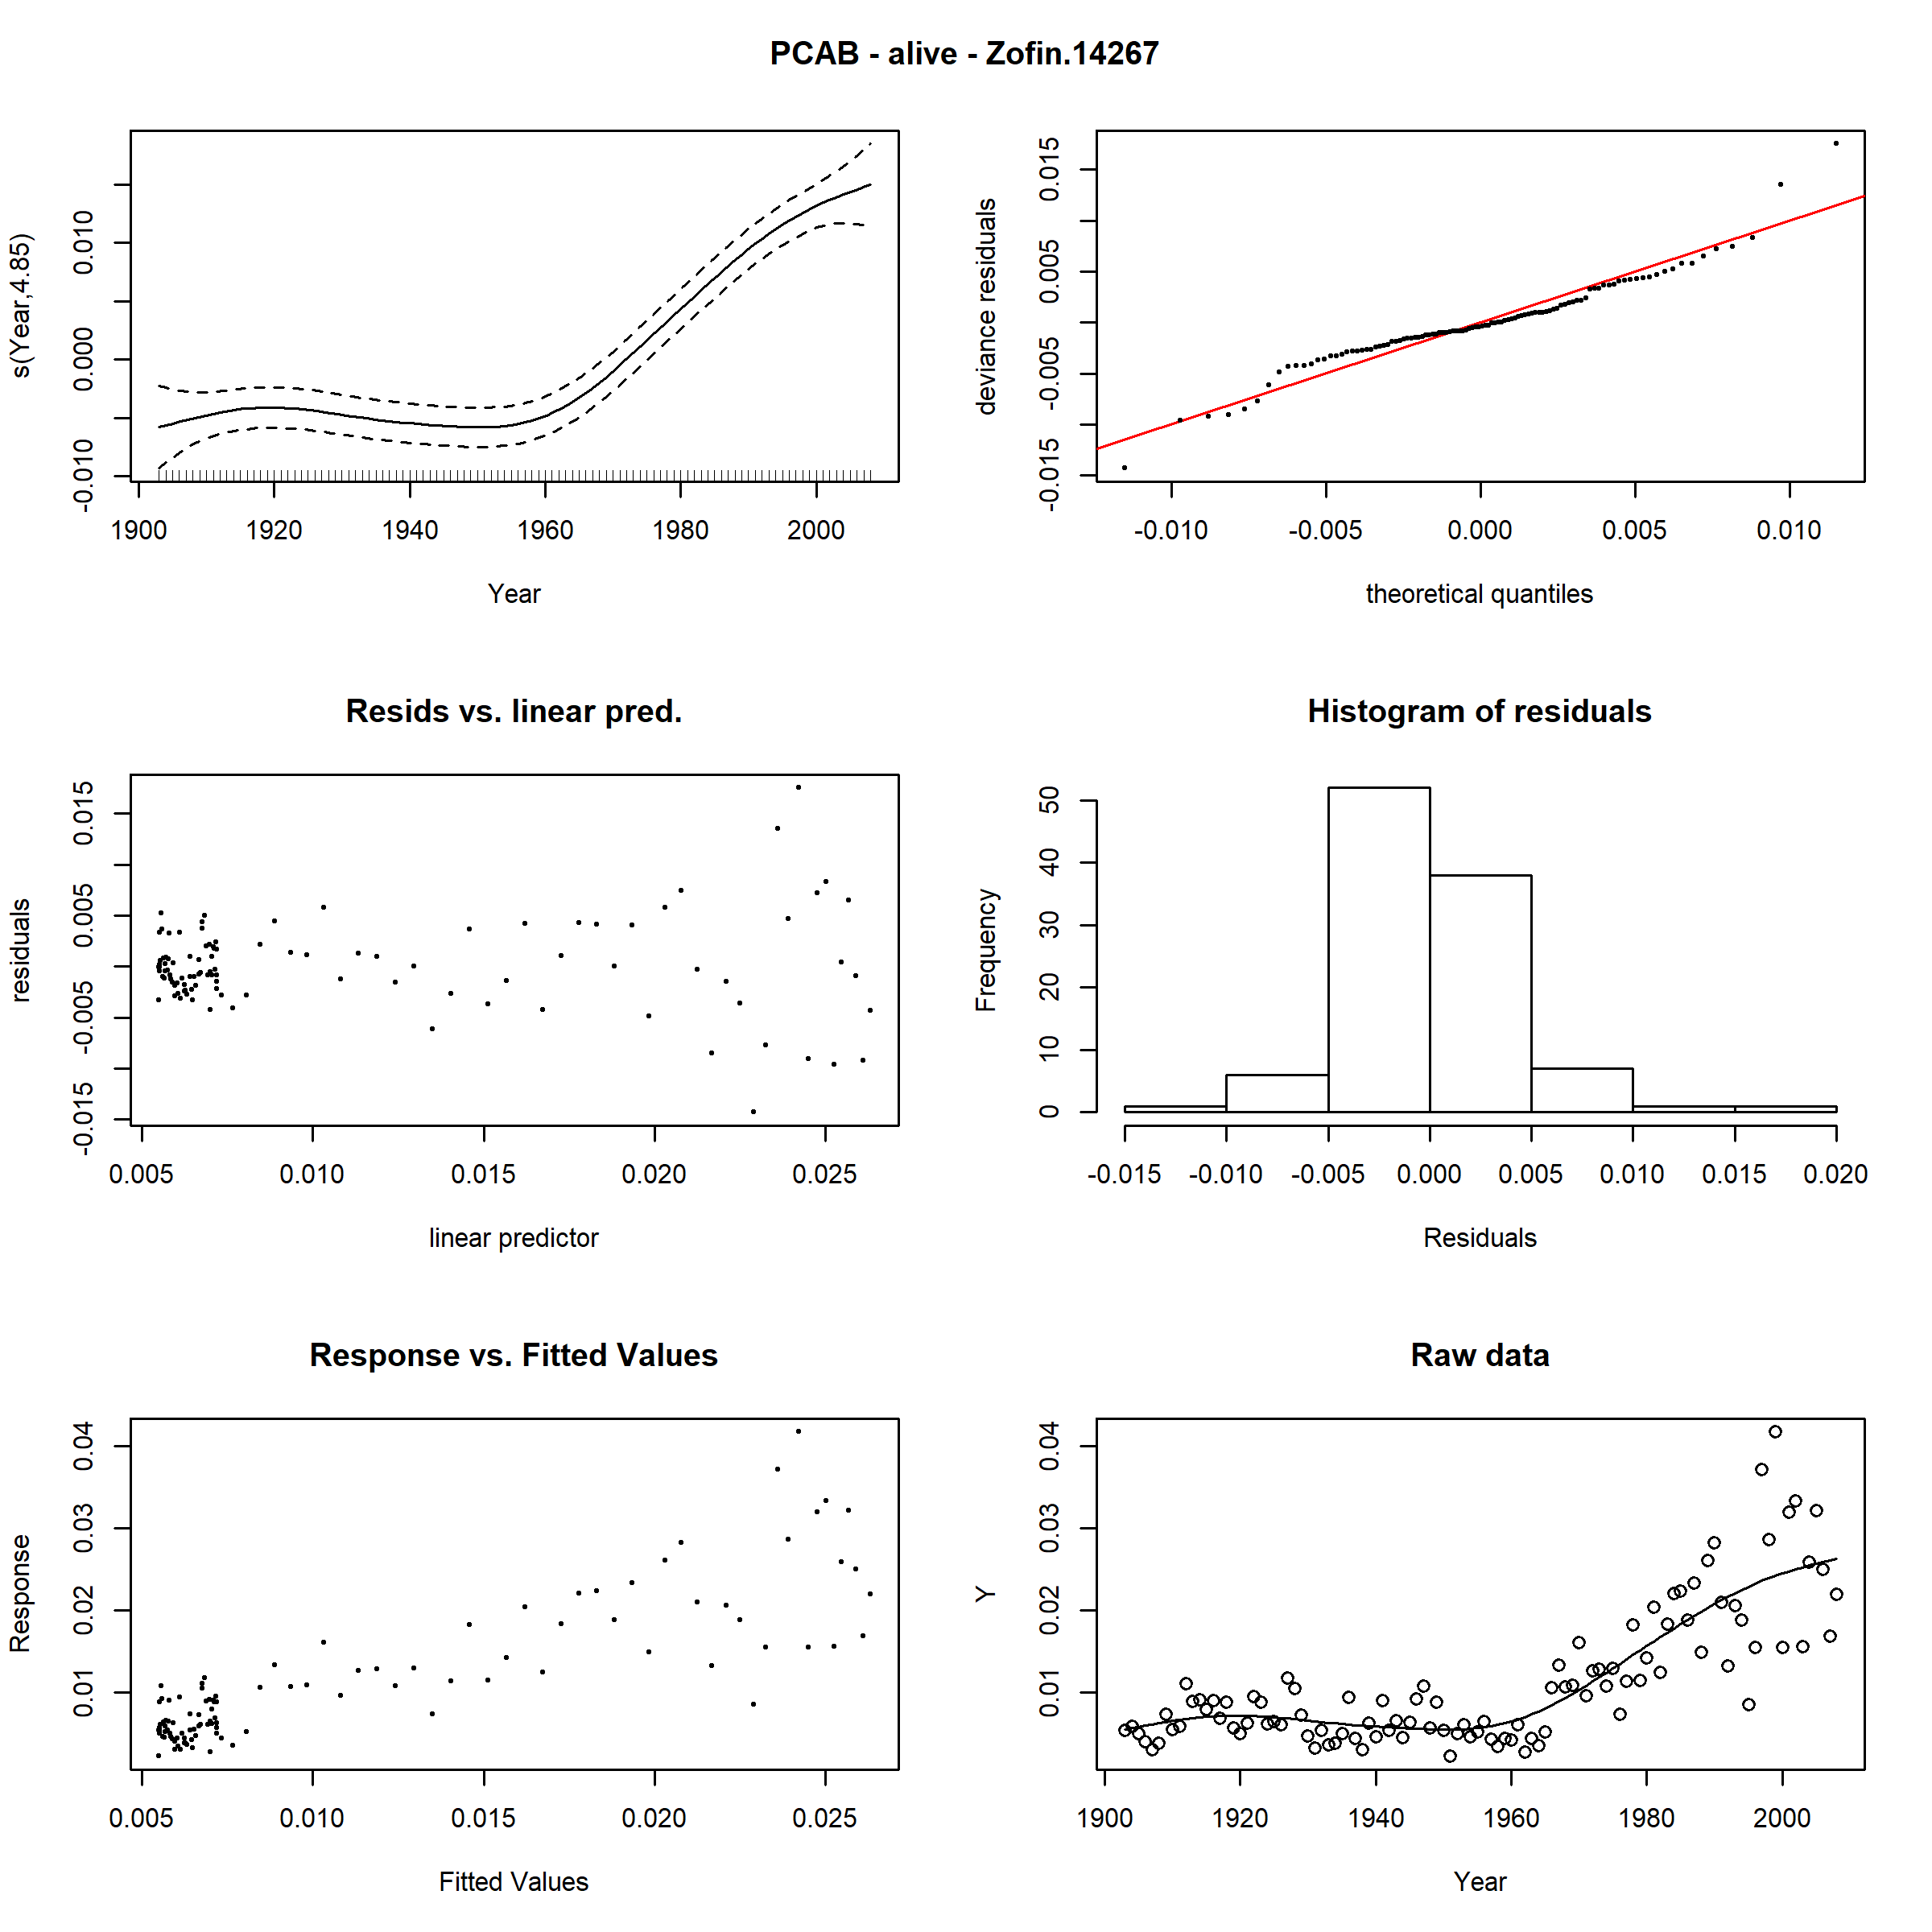 PCAB - alive - Zofin.14267
s(Year,4.85)
-0.010 0.000 0.010
1900 1920 1940 1960 1980 2000
Year
deviance residuals
-0.015 -0.005 0.005 0.015
-0.010 -0.005 0.000 0.005 0.010
theoretical quantiles
Resids vs. linear pred.
residuals
-0.015 -0.005 0.005 0.015
0.005 0.010 0.015 0.020 0.025
linear predictor
Histogram of residuals
Frequency
0 10 20 30 40 50
-0.015 -0.010 -0.005 0.000 0.005 0.010 0.015 0.020
Residuals
Response vs. Fitted Values
Response
0.01 0.02 0.03 0.04
0.005 0.010 0.015 0.020 0.025
Fitted Values
Raw data
Y
0.01 0.02 0.03 0.04
1900 1920 1940 1960 1980 2000
Year